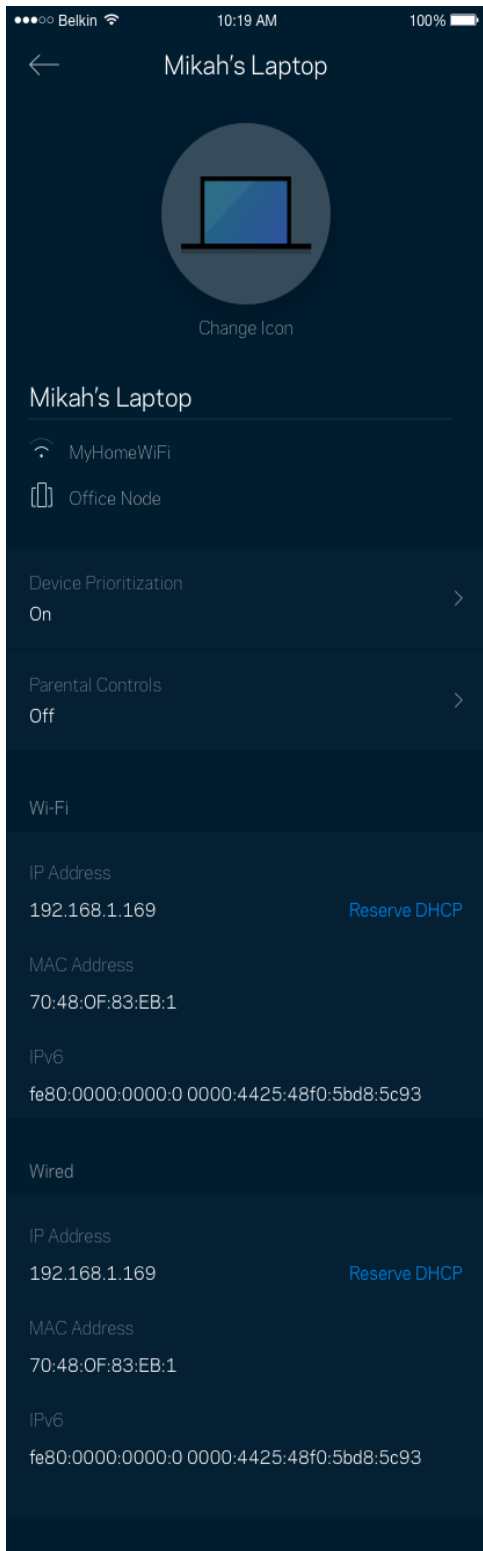 Belkin 10:19 AM 100%
Mikah's Laptop
Change Icon
Mikah's Laptop
MyHomeWiFi
Office Node
Device Prioritization
On
Parental Controls
Off
Wi-Fi
IP Address
192.168.1.169 Reserve DHCP
MAC Address
70:48:0F:83:EB:1
IPv6
fe80:0000:0000:0 0000:4425:48f0:5bd8:5c93
Wired
IP Address
192.168.1.169 Reserve DHCP
MAC Address
70:48:0F:83:EB:1
IPv6
fe80:0000:0000:0 0000:4425:48f0:5bd8:5c93